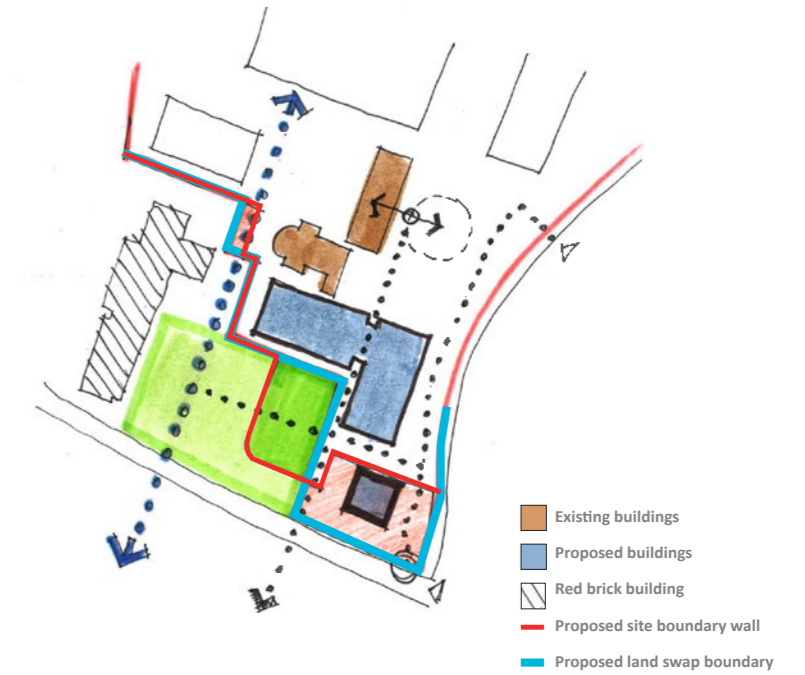 Existing buildings
Proposed buildings
Red brick building
Proposed site boundary wall
Proposed land swap boundary